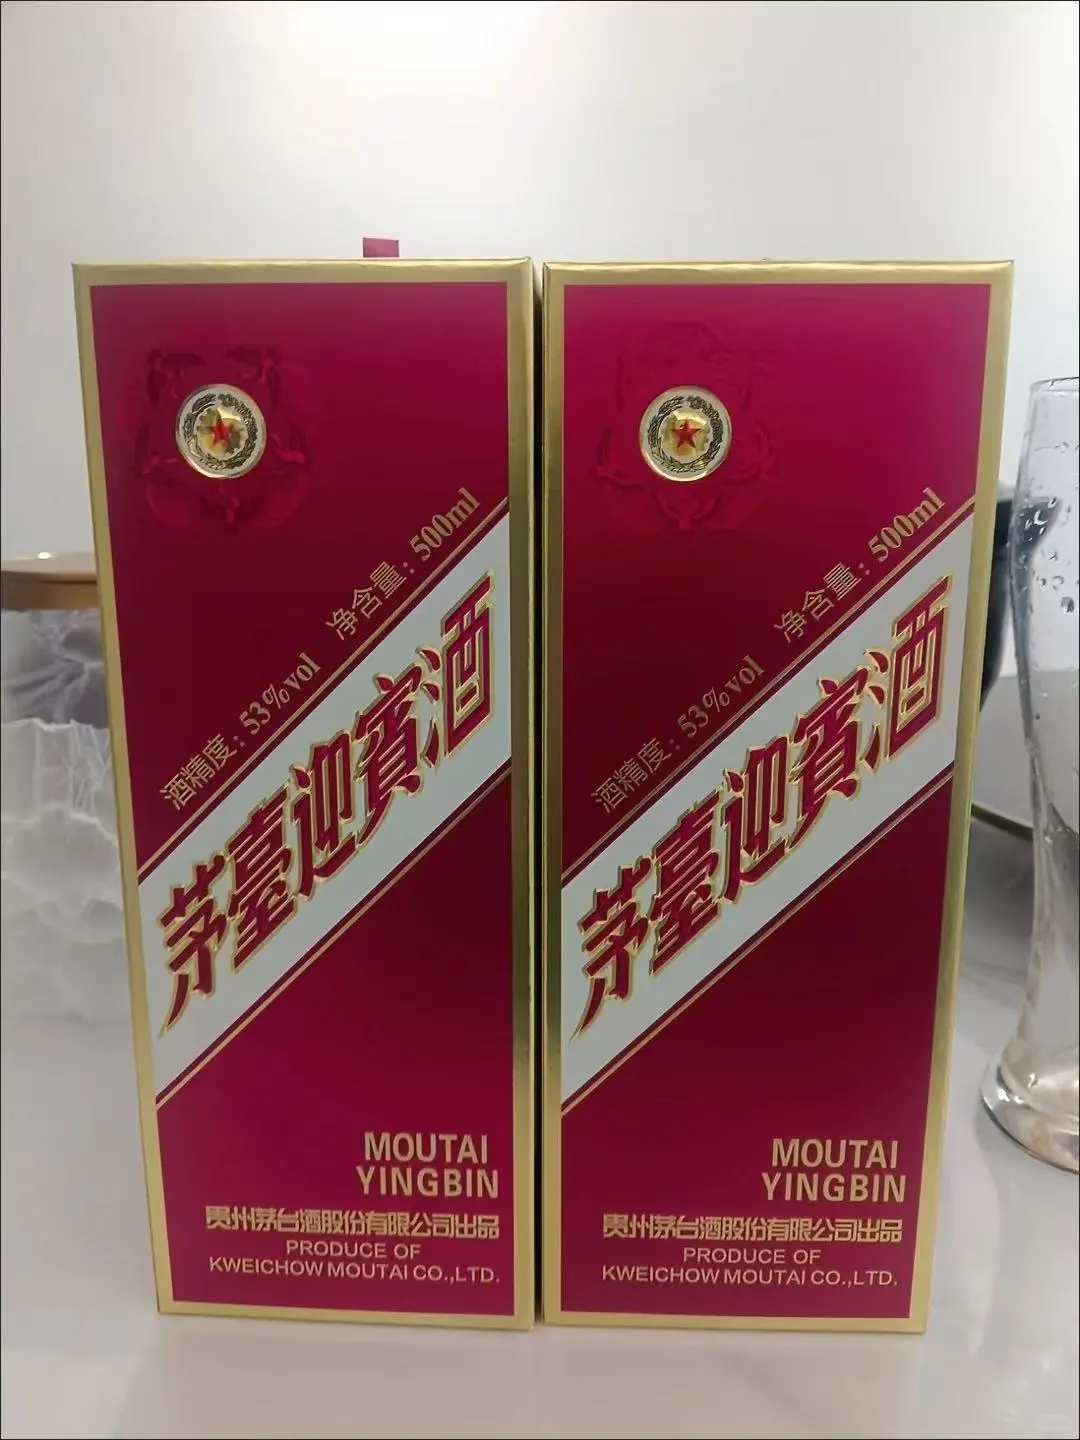 酒精度：53%vol 净含量：500ml
茅臺迎賓酒
MOUTAI
YINGBIN
贵州茅台酒股份有限公司出品
PRODUCE OF
KWEICHOW MOUTAI CO.,LTD.
酒精度：53%vol 净含量：500ml
茅臺迎賓酒
MOUTAI
YINGBIN
贵州茅台酒股份有限公司出品
PRODUCE OF
KWEICHOW MOUTAI CO.,LTD.